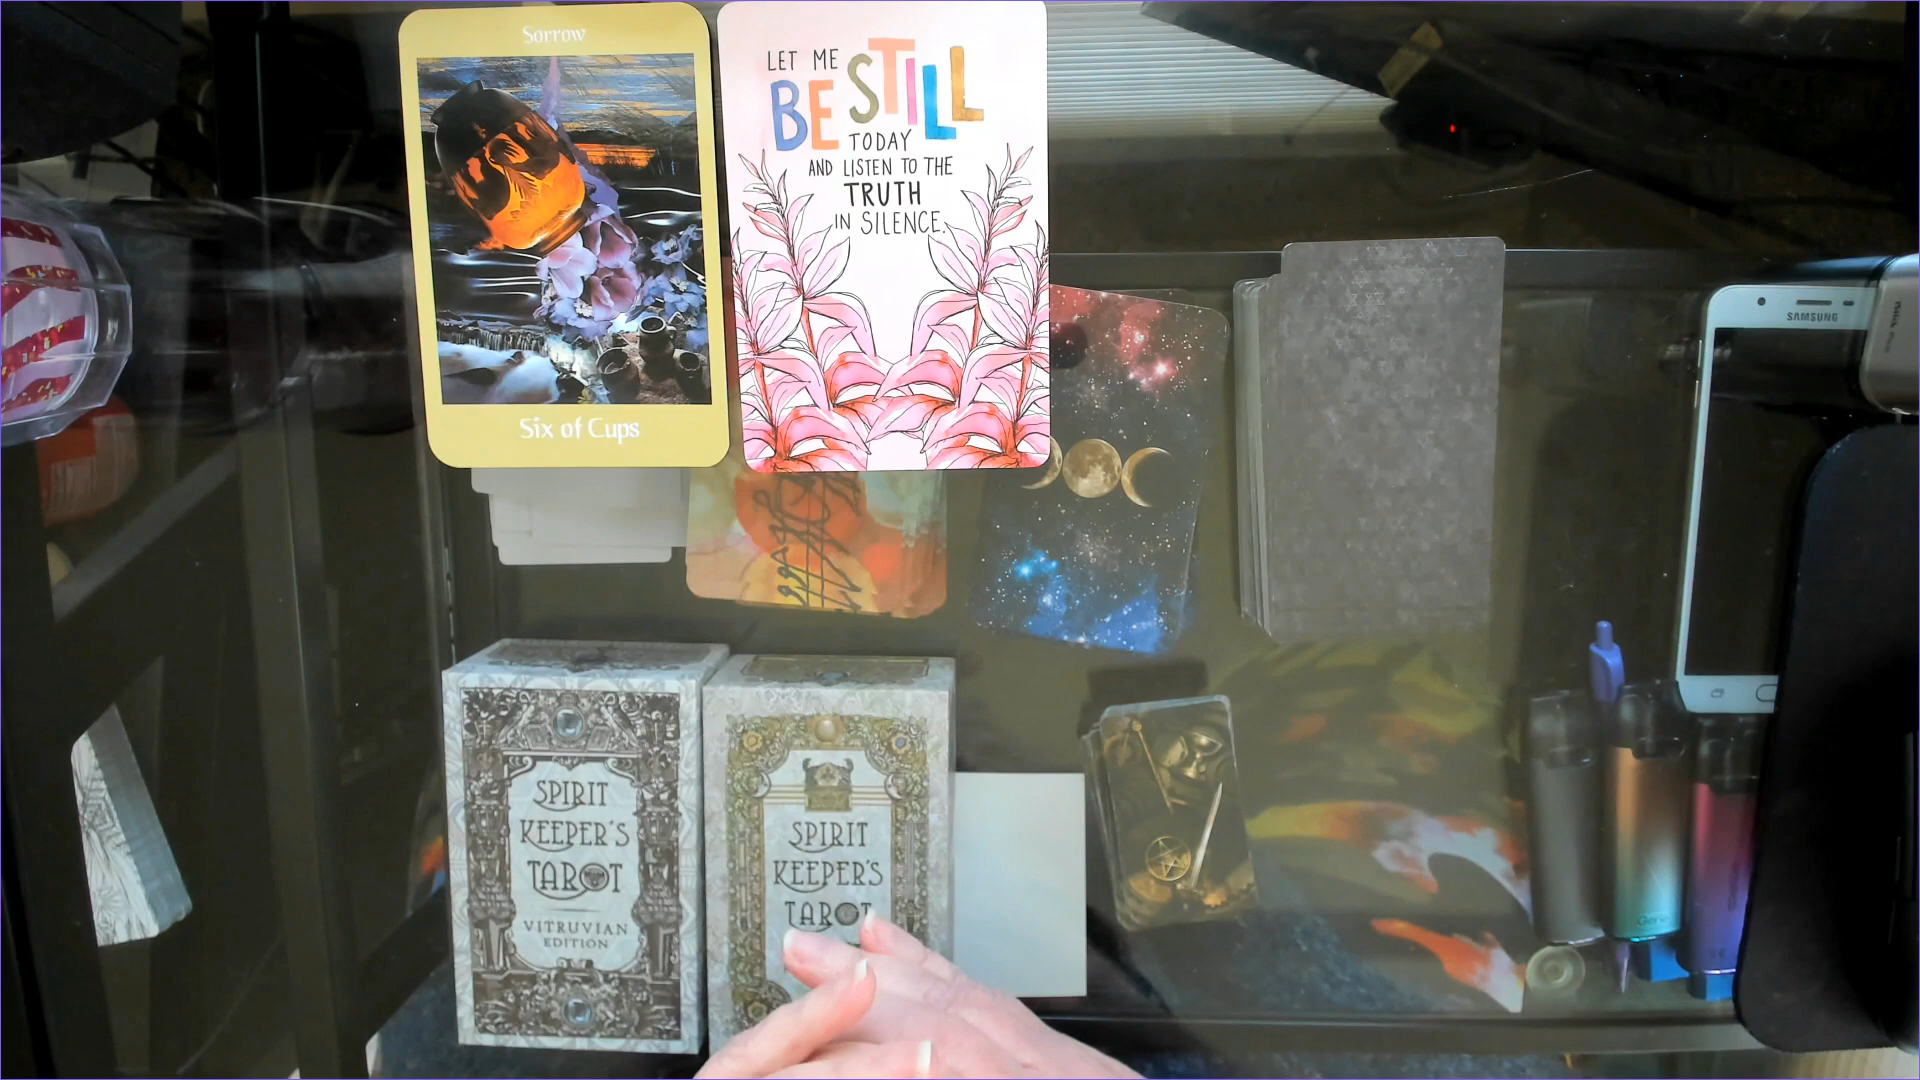 Sorrow
Six of Cups
LET ME
BE STILL
TODAY
AND LISTEN TO THE
TRUTH
IN SILENCE.
SAMSUNG
SPIRIT
KEEPER'S
TAROT
VITRUVIAN
EDITION
SPIRIT
KEEPER'S
TAROT